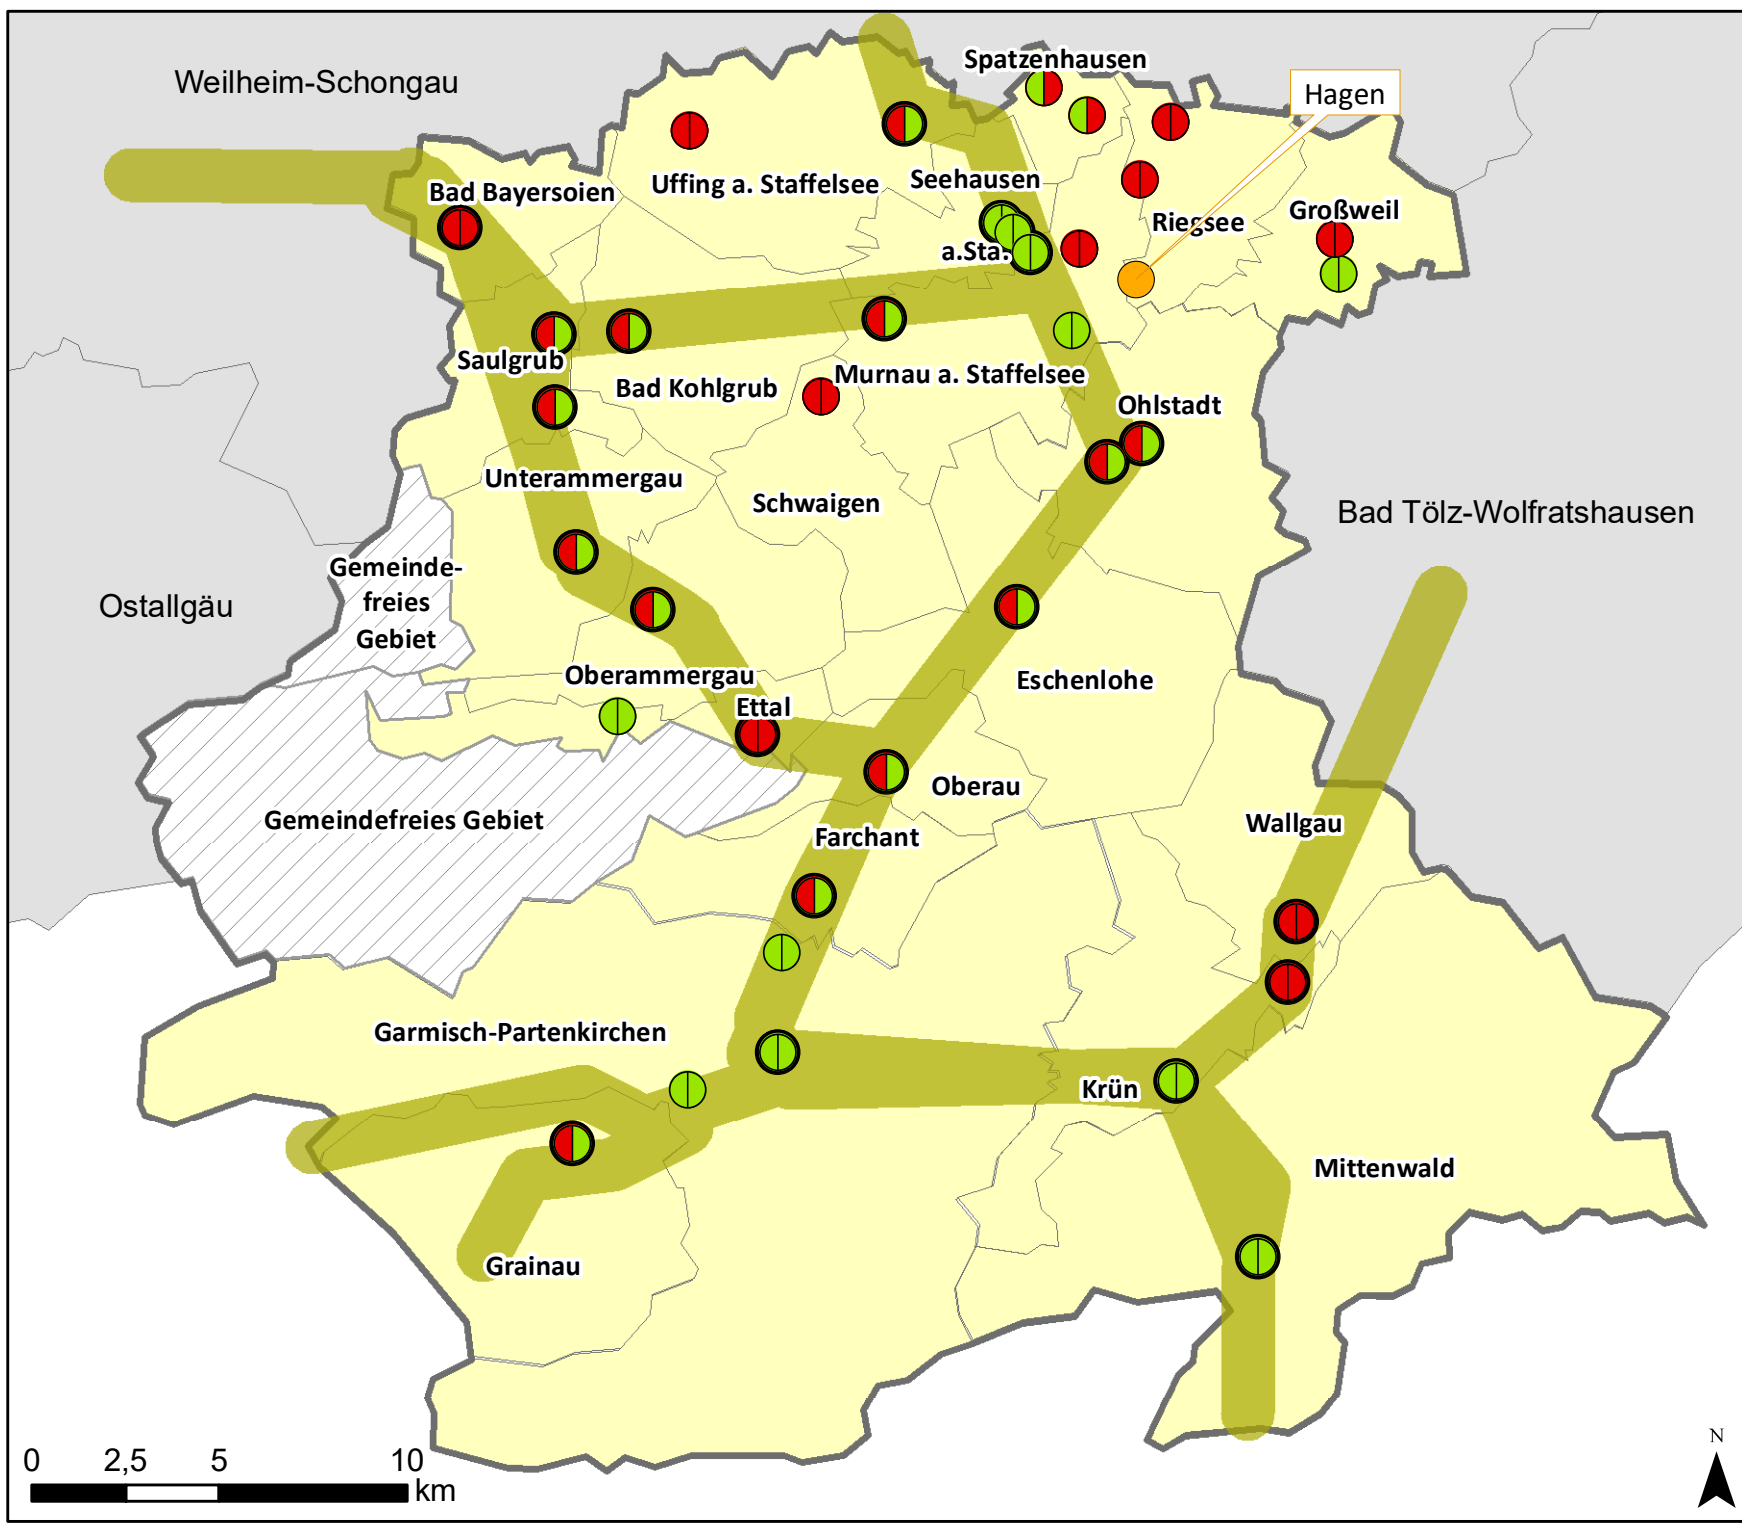 Spatzenhausen
Weilheim-Schongau
Hagen
Bad Bayersoien
Uffing a. Staffelsee
Seehausen
a.Sta.
Riegsee
Großweil
Saulgrub
Bad Kohlgrub
Murnau a. Staffelsee
Ohlstadt
Unterammergau
Schwaigen
Bad Tölz-Wolfratshausen
Gemeinde-
freies
Gebiet
Ostallgäu
Oberammergau
Eschenlohe
Ettal
Oberau
Gemeindefreies Gebiet
Farchant
Wallgau
Garmisch-Partenkirchen
Krün
Mittenwald
Grainau
0 2,5 5 10
km
N